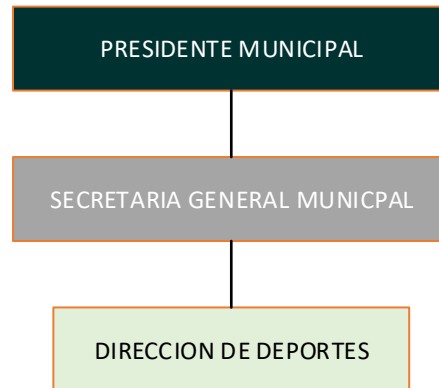 PRESIDENTE MUNICIPAL
SECRETARIA GENERAL MUNICPAL
DIRECCION DE DEPORTES